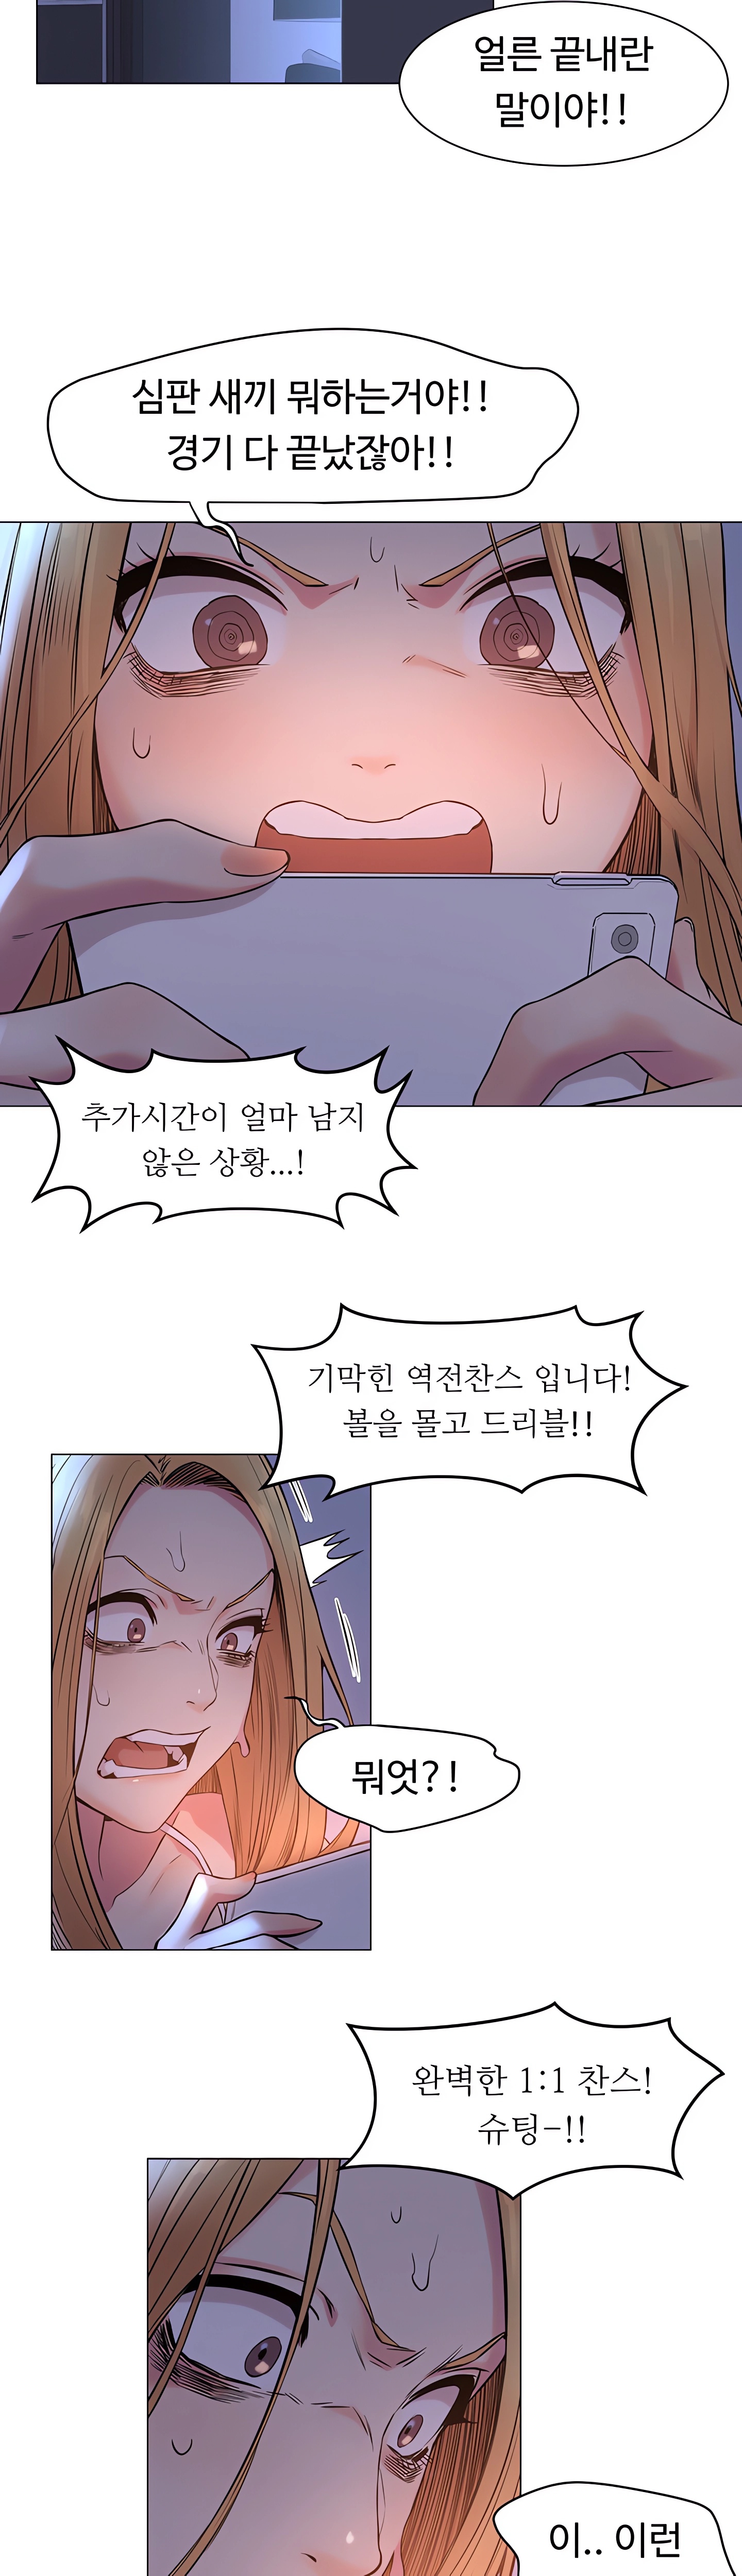 얼른 끝내란
말이야!!
심판 새끼 뭐하는거야!!
경기 다 끝났잖아!!
추가시간이 얼마 남지
않은 상황...!
기막힌 역전찬스 입니다!
볼을 몰고 드리블!!
뭐엇?!
완벽한 1:1 찬스!
슈팅-!!
이.. 이런